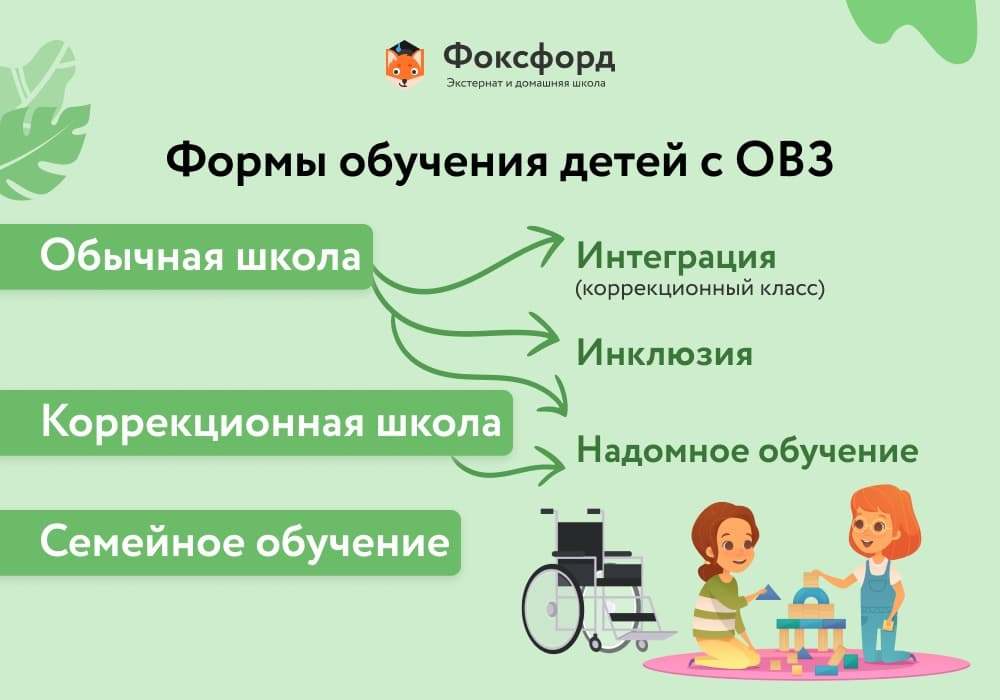 Фоксфорд
Экстернат и домашняя школа
Формы обучения детей с ОВЗ
Обычная школа
Интеграция
(коррекционный класс)
Инклюзия
Коррекционная школа
Надомное обучение
Семейное обучение